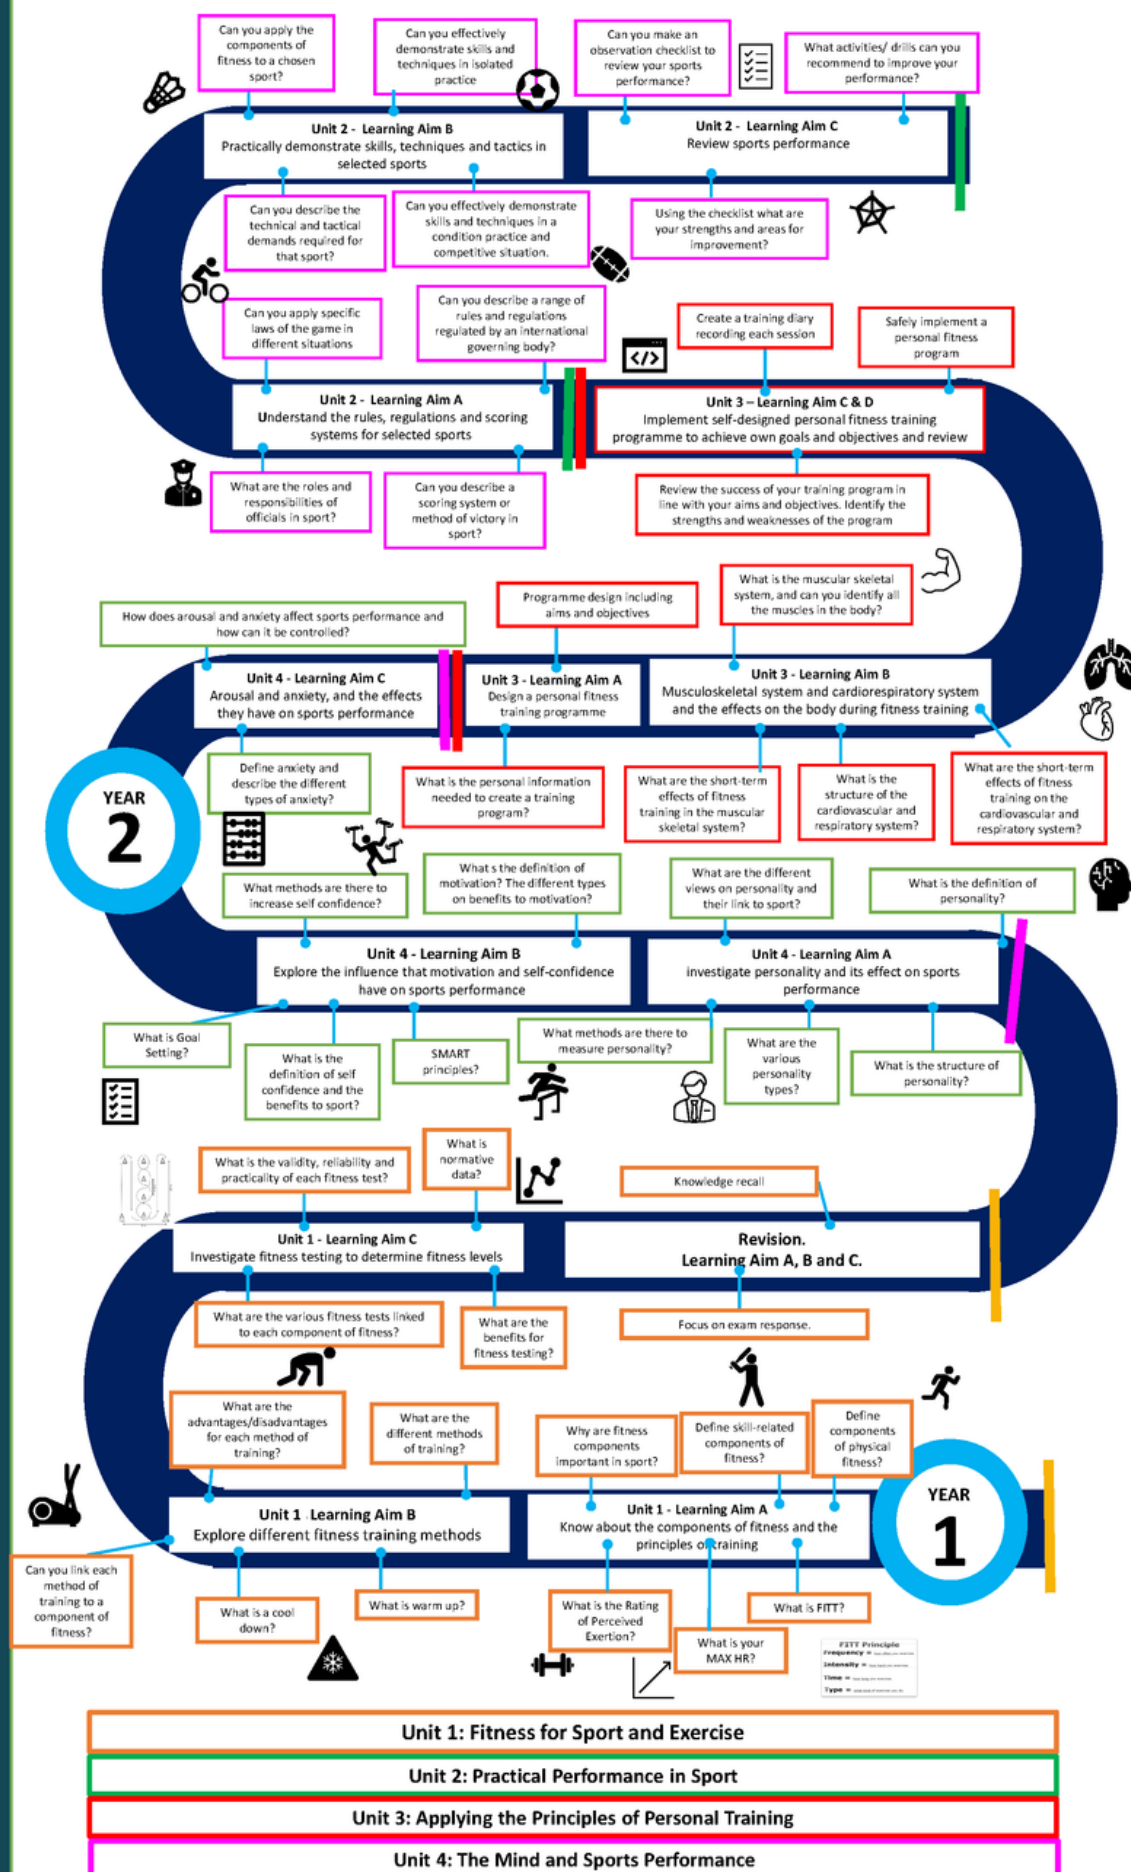 Can you apply the
components of
fitness to a chosen
sport?
Can you effectively
demonstrate skills and
techniques in isolated
practice
Can you make an
observation checklist to
review your sports
performance?
What activities/ drills can you
recommend to improve your
performance?
Unit 2 - Learning Aim B
Practically demonstrate skills, techniques and tactics in
selected sports
Unit 2 - Learning Aim C
Review sports performance
Can you describe the
technical and tactical
demands required for
that sport?
Can you effectively demonstrate
skills and techniques in a
condition practice and
competitive situation.
Using the checklist what are
your strengths and areas for
improvement?
Can you apply specific
laws of the game in
different situations
Can you describe a range of
rules and regulations
regulated by an international
governing body?
Create a training diary
recording each session
Safely implement a
personal fitness
program
Unit 2 - Learning Aim A
Understand the rules, regulations and scoring
systems for selected sports
Unit 3 – Learning Aim C & D
Implement self-designed personal fitness training
programme to achieve own goals and objectives and review
What are the roles and
responsibilities of
officials in sport?
Can you describe a
scoring system or
method of victory in
sport?
Review the success of your training program in
line with your aims and objectives. Identify the
strengths and weaknesses of the program
How does arousal and anxiety affect sports performance and
how can it be controlled?
Programme design including
aims and objectives
What is the muscular skeletal
system, and can you identify all
the muscles in the body?
Unit 4 - Learning Aim C
Arousal and anxiety, and the effects
they have on sports performance
Unit 3 - Learning Aim A
Design a personal fitness
training programme
Unit 3 - Learning Aim B
Musculoskeletal system and cardiorespiratory system
and the effects on the body during fitness training
YEAR
2
Define anxiety and
describe the different
types of anxiety?
What is the personal information
needed to create a training
program?
What are the short-term
effects of fitness
training in the muscular
skeletal system?
What is the
structure of the
cardiovascular and
respiratory system?
What are the short-term
effects of fitness
training on the
cardiovascular and
respiratory system?
What methods are there to
increase self confidence?
What s the definition of
motivation? The different types
on benefits to motivation?
What are the different
views on personality and
their link to sport?
What is the definition of
personality?
Unit 4 - Learning Aim B
Explore the influence that motivation and self-confidence
have on sports performance
Unit 4 - Learning Aim A
investigate personality and its effect on sports
performance
What is Goal
Setting?
What is the
definition of self
confidence and the
benefits to sport?
SMART
principles?
What methods are there to
measure personality?
What are the
various
personality
types?
What is the structure of
personality?
What is the validity, reliability and
practicality of each fitness test?
What is
normative
data?
Knowledge recall
Unit 1 - Learning Aim C
Investigate fitness testing to determine fitness levels
Revision.
Learning Aim A, B and C.
What are the various fitness tests linked
to each component of fitness?
What are the
benefits for
fitness testing?
Focus on exam response.
What are the
advantages/disadvantages
for each method of
training?
What are the
different methods
of training?
Why are fitness
components
important in sport?
Define skill-related
components of
fitness?
Define
components
of physical
fitness?
Unit 1 Learning Aim B
Explore different fitness training methods
Unit 1 - Learning Aim A
Know about the components of fitness and the
principles of training
YEAR
1
Can you link each
method of
training to a
component of
fitness?
What is a cool
down?
What is warm up?
What is the Rating
of Perceived
Exertion?
What is your
MAX HR?
What is FITT?
FITT Principle
Frequency =
Intensity =
Time =
Type =
Unit 1: Fitness for Sport and Exercise
Unit 2: Practical Performance in Sport
Unit 3: Applying the Principles of Personal Training
Unit 4: The Mind and Sports Performance